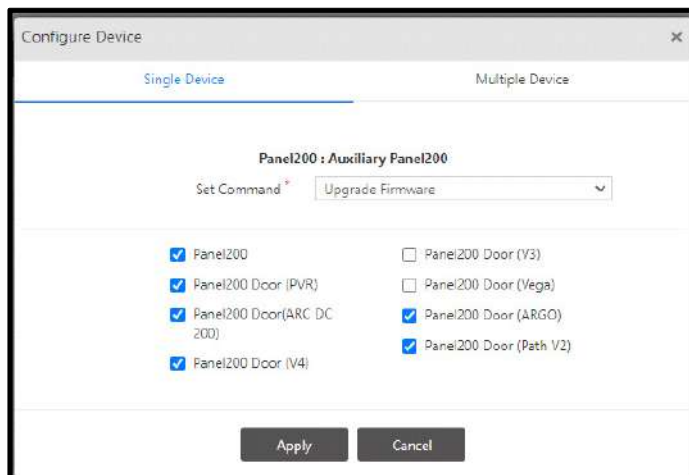 Configure Device ×
Single Device Multiple Device
Panel200 : Auxiliary Panel200
Set Command * Upgrade Firmware
Panel200 Panel200 Door (V3)
Panel200 Door (PVR) Panel200 Door (Vega)
Panel200 Door(ARC DC Panel200 Door (ARGO)
200)
Panel200 Door (Path V2)
Panel200 Door (V4)
Apply Cancel